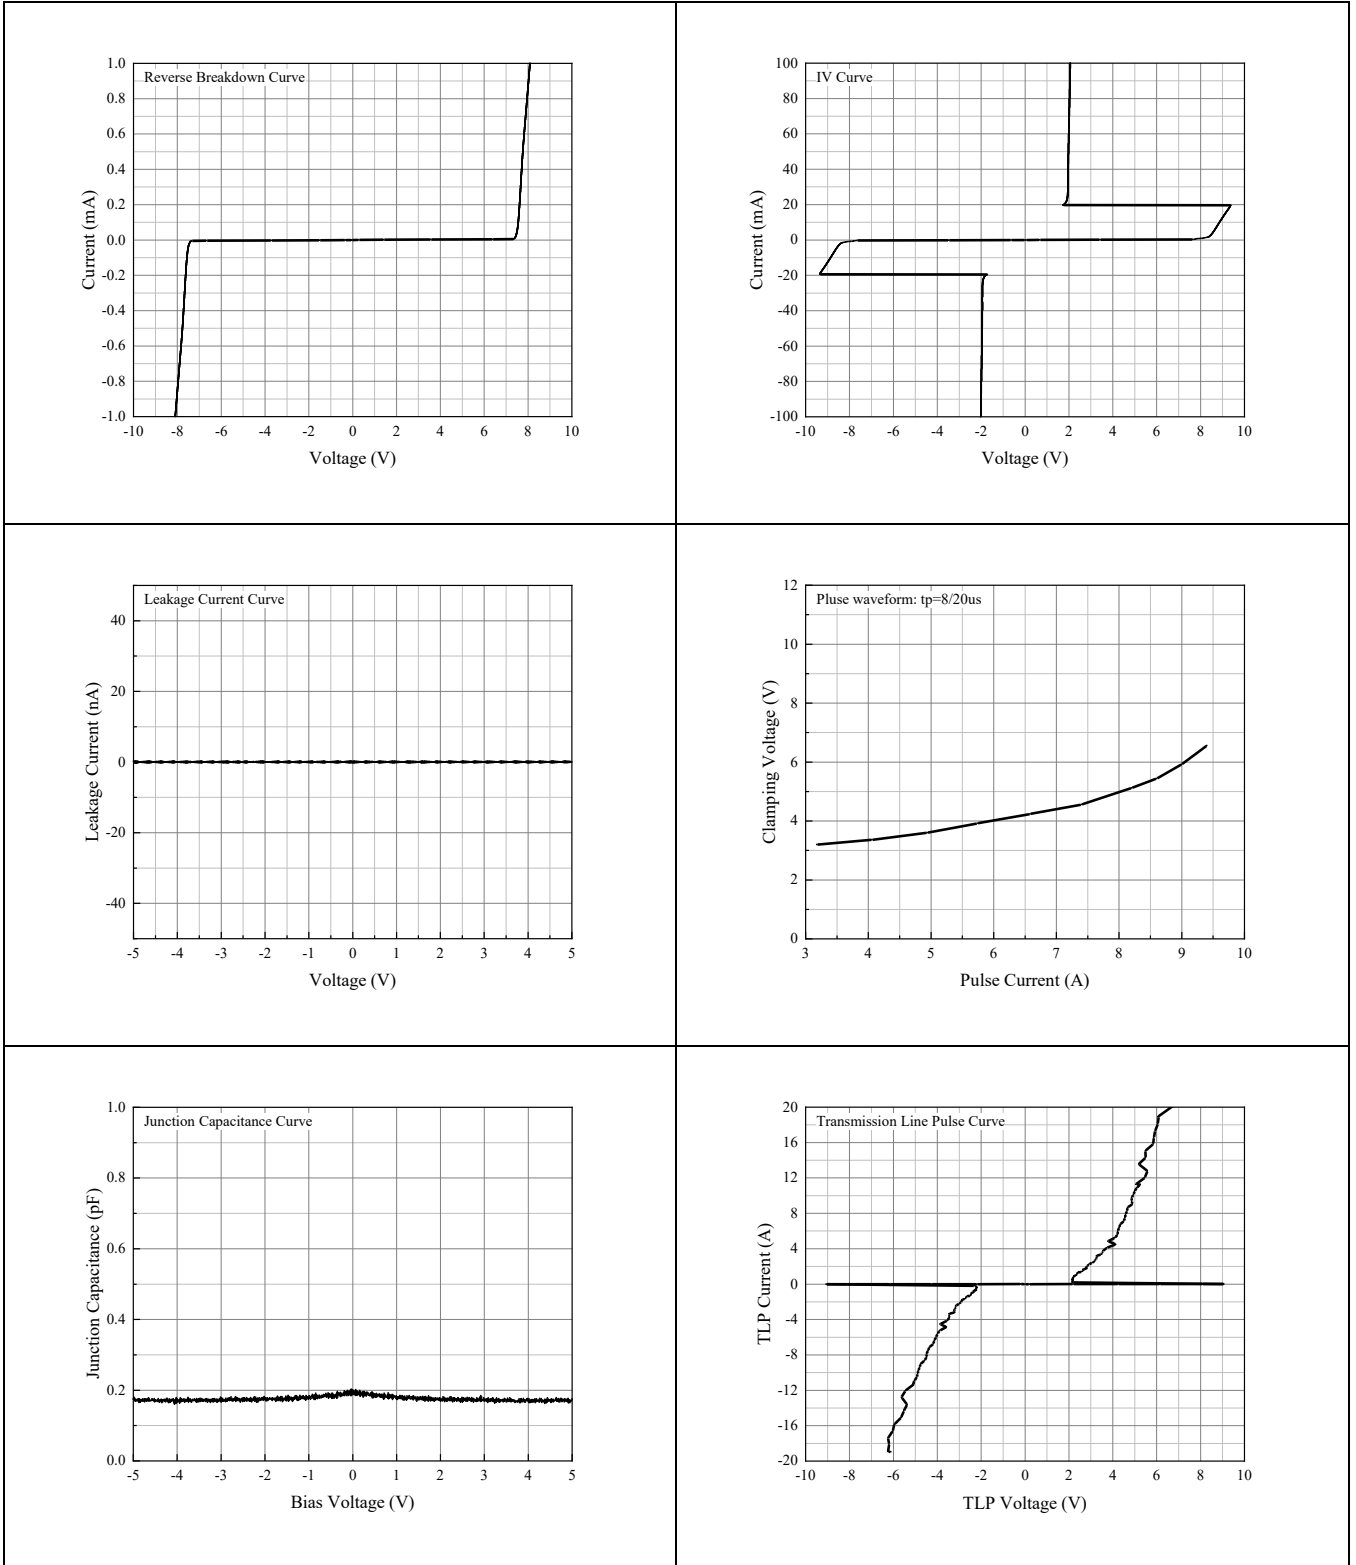 Reverse Breakdown Curve
1.0
0.8
0.6
0.4
0.2
0.0
-0.2
-0.4
-0.6
-0.8
-1.0
Current (mA)
-10 -8 -6 -4 -2 0 2 4 6 8 10
Voltage (V)
IV Curve
100
80
60
40
20
0
-20
-40
-60
-80
-100
Current (mA)
-10 -8 -6 -4 -2 0 2 4 6 8 10
Voltage (V)
Leakage Current Curve
40
20
0
-20
-40
Leakage Current (nA)
-5 -4 -3 -2 -1 0 1 2 3 4 5
Voltage (V)
Pluse waveform: tp=8/20us
12
10
8
6
4
2
0
Clamping Voltage (V)
3 4 5 6 7 8 9 10
Pulse Current (A)
Junction Capacitance Curve
1.0
0.8
0.6
0.4
0.2
0.0
Junction Capacitance (pF)
-5 -4 -3 -2 -1 0 1 2 3 4 5
Bias Voltage (V)
Transmission Line Pulse Curve
20
16
12
8
4
0
-4
-8
-12
-16
-20
TLP Current (A)
-10 -8 -6 -4 -2 0 2 4 6 8 10
TLP Voltage (V)